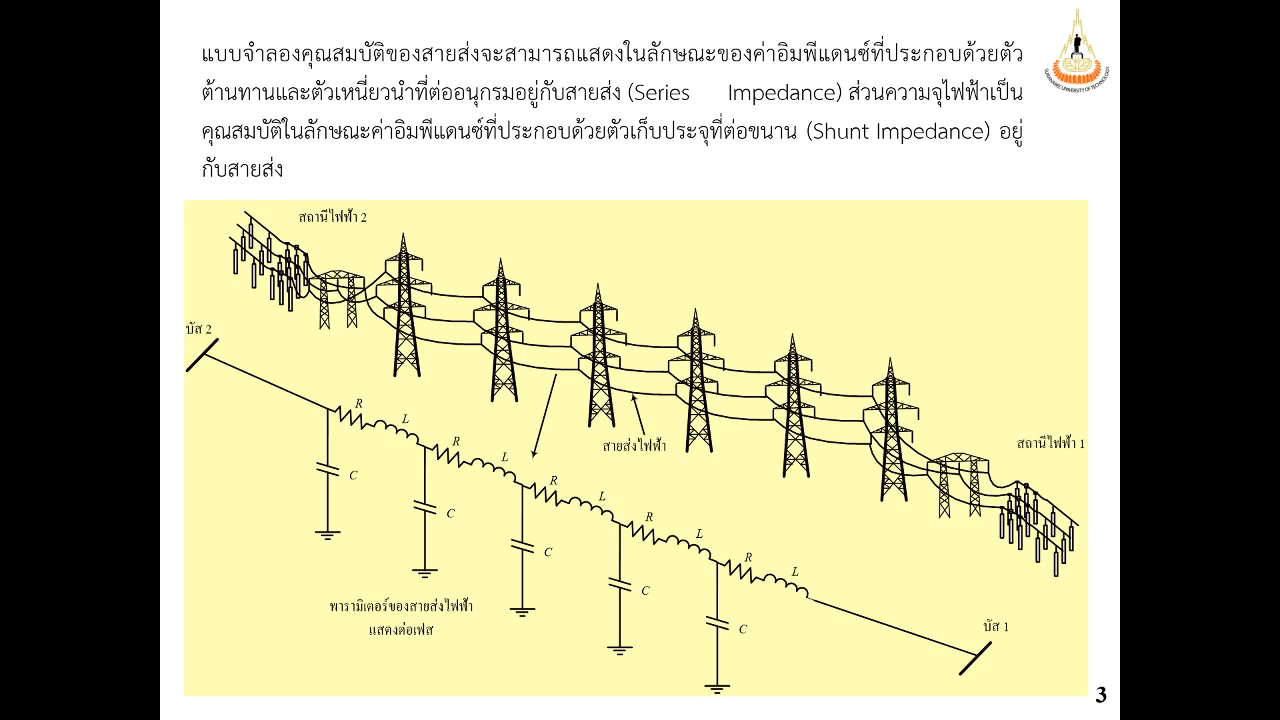 แบบจำลองคุณสมบัติของสายส่งจะสามารถแสดงในลักษณะของค่าอิมพีแดนซ์ที่ประกอบด้วยตัว
ต้านทานและตัวเหนี่ยวนำที่ต่ออนุกรมอยู่กับสายส่ง (Series Impedance) ส่วนความจุไฟฟ้าเป็น
คุณสมบัติในลักษณะค่าอิมพีแดนซ์ที่ประกอบด้วยตัวเก็บประจุที่ต่อขนาน (Shunt Impedance) อยู่
กับสายส่ง
SURANAREE UNIVERSITY OF TECHNOLOGY
สถานีไฟฟ้า 2
บัส 2
R
L
C
R
L
C
R
L
C
R
L
C
R
L
C
สายส่งไฟฟ้า
สถานีไฟฟ้า 1
พารามิเตอร์ของสายส่งไฟฟ้า
แสดงต่อเฟส
บัส 1
3